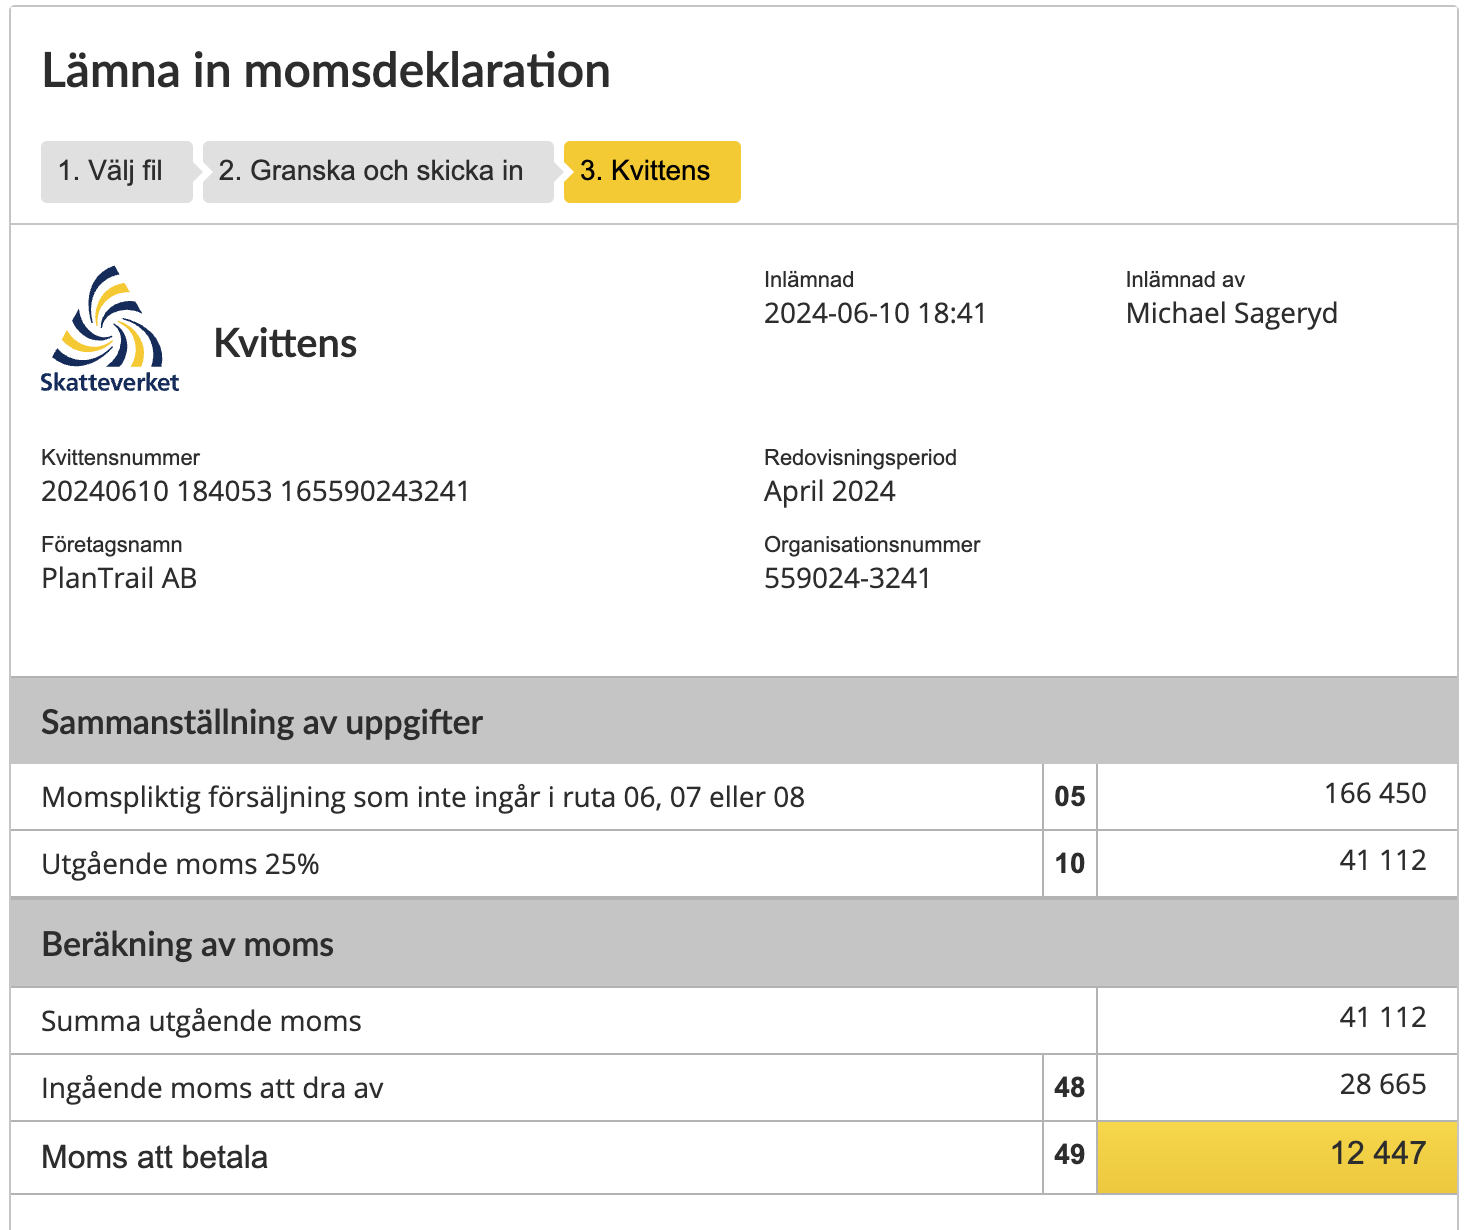 Lämna in momsdeklaration
1. Välj fil
2. Granska och skicka in
3. Kvittens
Skatteverket
Kvittens
Inlämnad
2024-06-10 18:41
Inlämnad av
Michael Sageryd
Kvittensnummer
20240610 184053 165590243241
Redovisningsperiod
April 2024
Företagsnamn
PlanTrail AB
Organisationsnummer
559024-3241
Sammanställning av uppgifter
Momspliktig försäljning som inte ingår i ruta 06, 07 eller 08 05 166 450
Utgående moms 25% 10 41 112
Beräkning av moms
Summa utgående moms 41 112
Ingående moms att dra av 48 28 665
Moms att betala 49 12 447